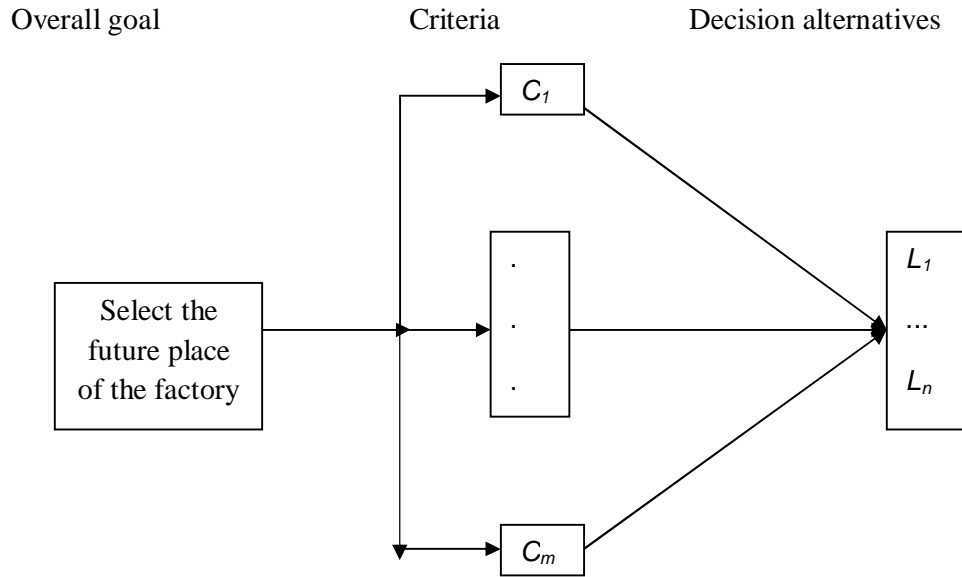 Overall goal Criteria Decision alternatives
C₁
Select the
future place
of the factory
.
.
.
L₁
...
Lₙ
Cₘ